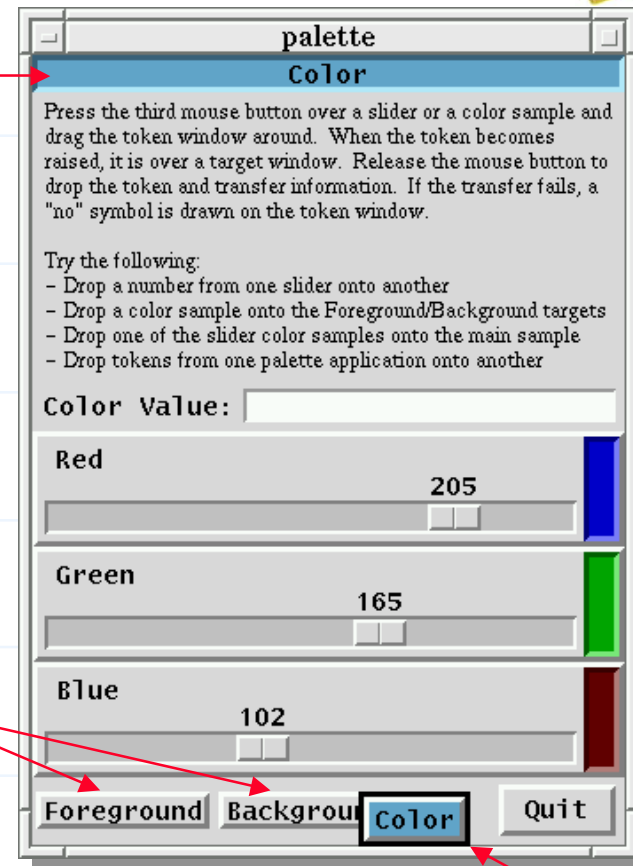 palette
Color
Press the third mouse button over a slider or a color sample and
drag the token window around. When the token becomes
raised, it is over a target window. Release the mouse button to
drop the token and transfer information. If the transfer fails, a
"no" symbol is drawn on the token window.
Try the following:
– Drop a number from one slider onto another
– Drop a color sample onto the Foreground/Background targets
– Drop one of the slider color samples onto the main sample
– Drop tokens from one palette application onto another
Color Value:
Red
205
Green
165
Blue
102
Foreground Backgrou Color Quit